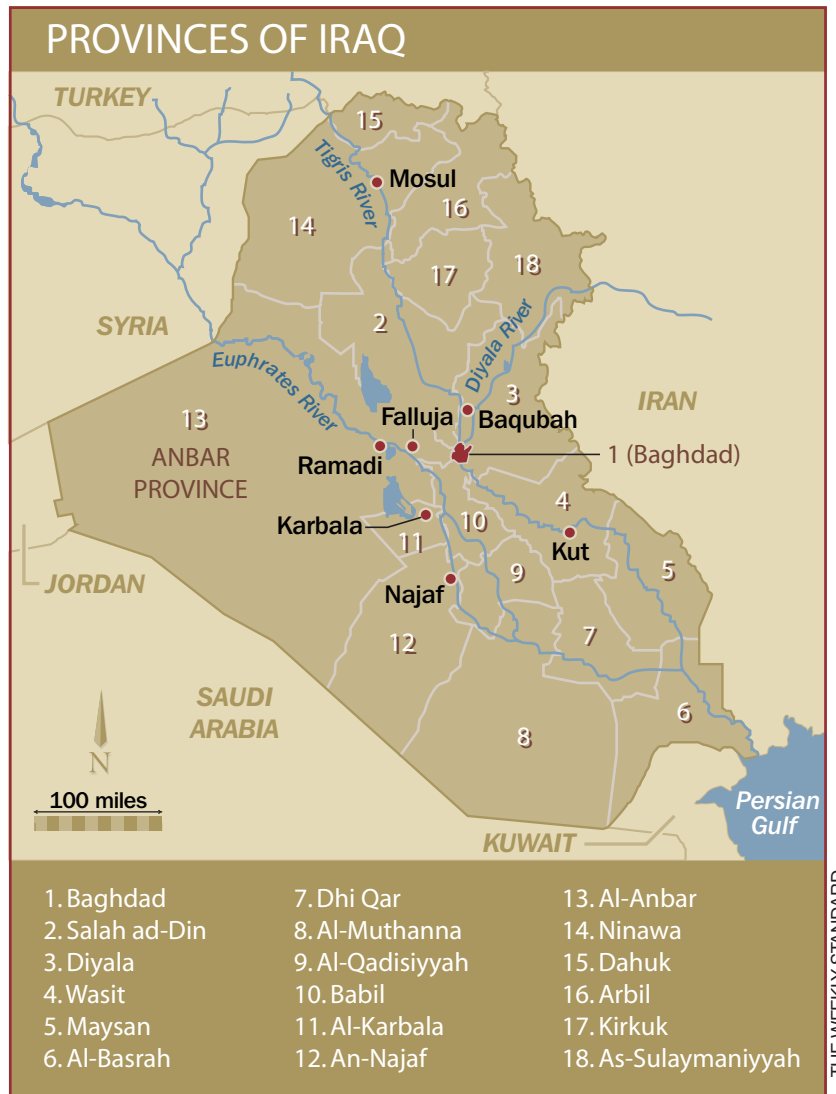 PROVINCES OF IRAQ
TURKEY
15
Tigris River
Mosul
16
14
18
17
SYRIA
2
Diyala River
Euphrates River
3
IRAN
13
Falluja
Baqubah
ANBAR
PROVINCE
Ramadi
1 (Baghdad)
4
Karbala
10
11
Kut
JORDAN
9
5
Najaf
12
7
SAUDI
ARABIA
6
8
N
100 miles
Persian
Gulf
KUWAIT
1. Baghdad
2. Salah ad-Din
3. Diyala
4. Wasit
5. Maysan
6. Al-Basrah
7. Dhi Qar
8. Al-Muthanna
9. Al-Qadisiyyah
10. Babil
11. Al-Karbala
12. An-Najaf
13. Al-Anbar
14. Ninawa
15. Dahuk
16. Arbil
17. Kirkuk
18. As-Sulaymaniyyah
THE WEEKLY STANDARD